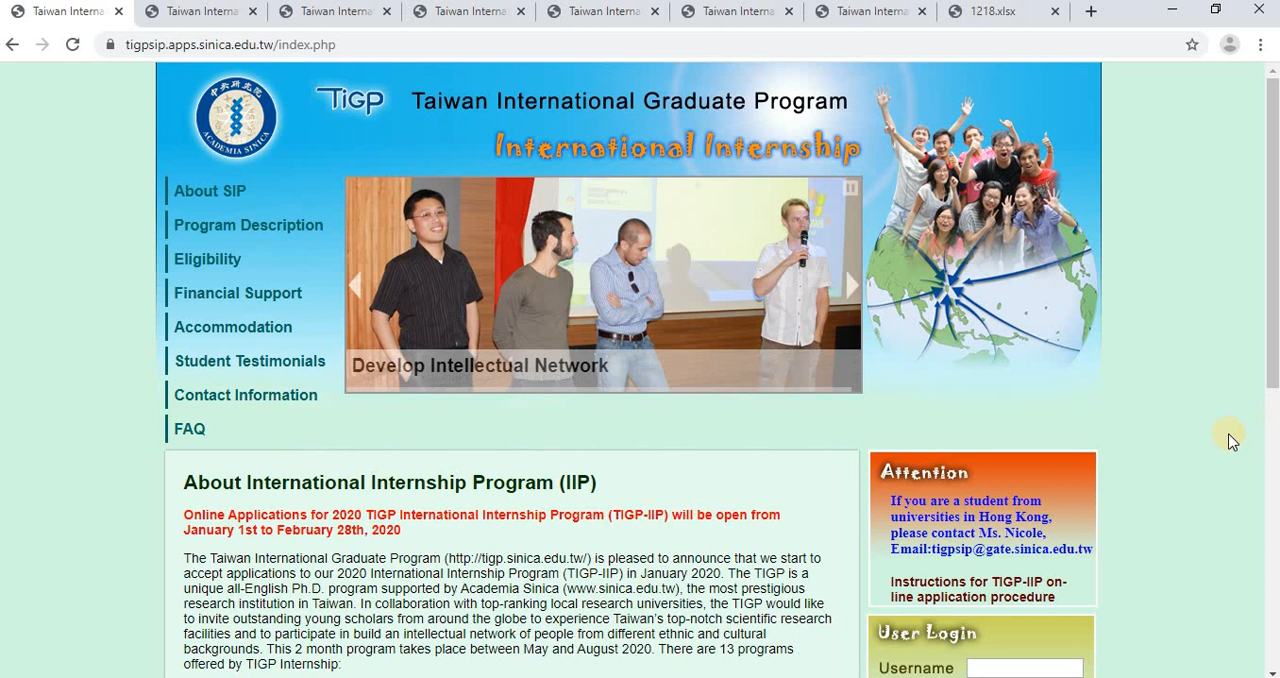 Taiwan Interna
Taiwan Interna
Taiwan Interna
Taiwan Interna
Taiwan Interna
Taiwan Interna
Taiwan Interna
1218.xlsx
tigpsip.apps.sinica.edu.tw/index.php
中央研究院
ACADEMIA SINICA
TiGP
Taiwan International Graduate Program
International Internship
About SIP
Program Description
Eligibility
Financial Support
Accommodation
Student Testimonials
Contact Information
FAQ
Develop Intellectual Network
About International Internship Program (IIP)
Online Applications for 2020 TIGP International Internship Program (TIGP-IIP) will be open from
January 1st to February 28th, 2020
The Taiwan International Graduate Program (http://tigp.sinica.edu.tw/) is pleased to announce that we start to
accept applications to our 2020 International Internship Program (TIGP-IIP) in January 2020. The TIGP is a
unique all-English Ph.D. program supported by Academia Sinica (www.sinica.edu.tw), the most prestigious
research institution in Taiwan. In collaboration with top-ranking local research universities, the TIGP would like
to invite outstanding young scholars from around the globe to experience Taiwan's top-notch scientific research
facilities and to participate in build an intellectual network of people from different ethnic and cultural
backgrounds. This 2 month program takes place between May and August 2020. There are 13 programs
offered by TIGP Internship:
Attention
If you are a student from
universities in Hong Kong,
please contact Ms. Nicole,
Email:tigpsip@gate.sinica.edu.tw
Instructions for TIGP-IIP on-
line application procedure
User Login
Username